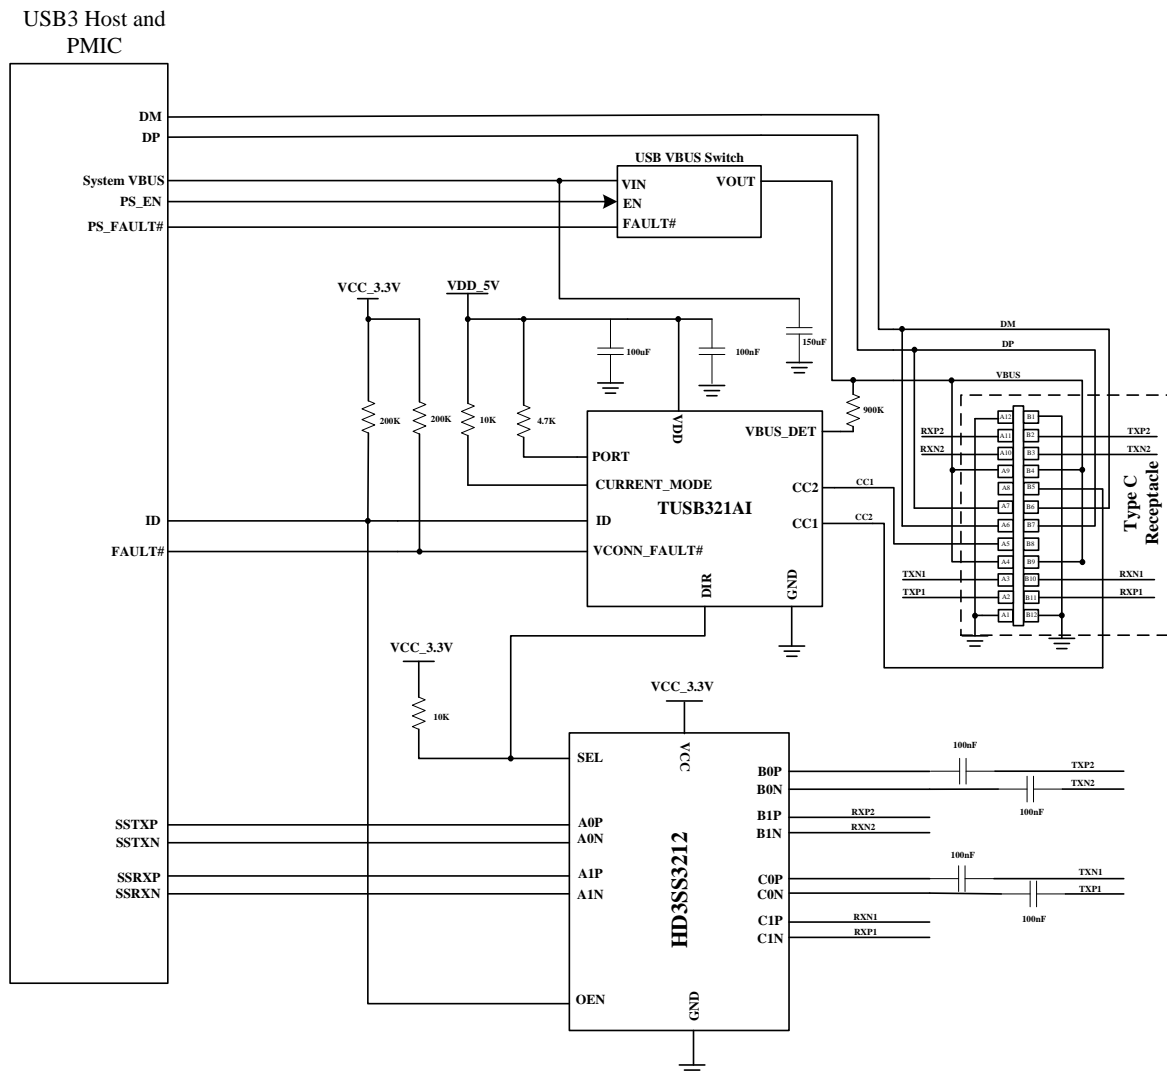 USB3 Host and
PMIC
DM
DP
System VBUS
PS_EN
PS_FAULT#
USB VBUS Switch
VIN
VOUT
EN
FAULT#
VCC_3.3V
VDD_5V
100uF
100nF
150uF
DM
DP
VBUS
200K
200K
10K
4.7K
900K
VDD
VBUS_DET
PORT
CURRENT_MODE
CC2
CC1
TUSB321AI
ID
ID
CC1
CC2
FAULT#
VCONN_FAULT#
DIR
GND
RXP2
A12
B1
A11
B2
TXP2
RXN2
A10
B3
TXN2
A9
B4
A8
B5
A7
B6
A6
B7
A5
B8
A4
B9
TXN1
A3
B10
RXN1
TXP1
A2
B11
RXP1
A1
B12
Type C
Receptacle
VCC_3.3V
10K
VCC_3.3V
VCC
SEL
HD3SS3212
B0P
100nF
TXP2
B0N
100nF
TXN2
B1P
RXP2
B1N
RXN2
SSTXP
A0P
SSTXN
A0N
SSRXP
A1P
SSRXN
A1N
C0P
100nF
TXN1
C0N
100nF
TXP1
C1P
RXN1
C1N
RXP1
OEN
GND